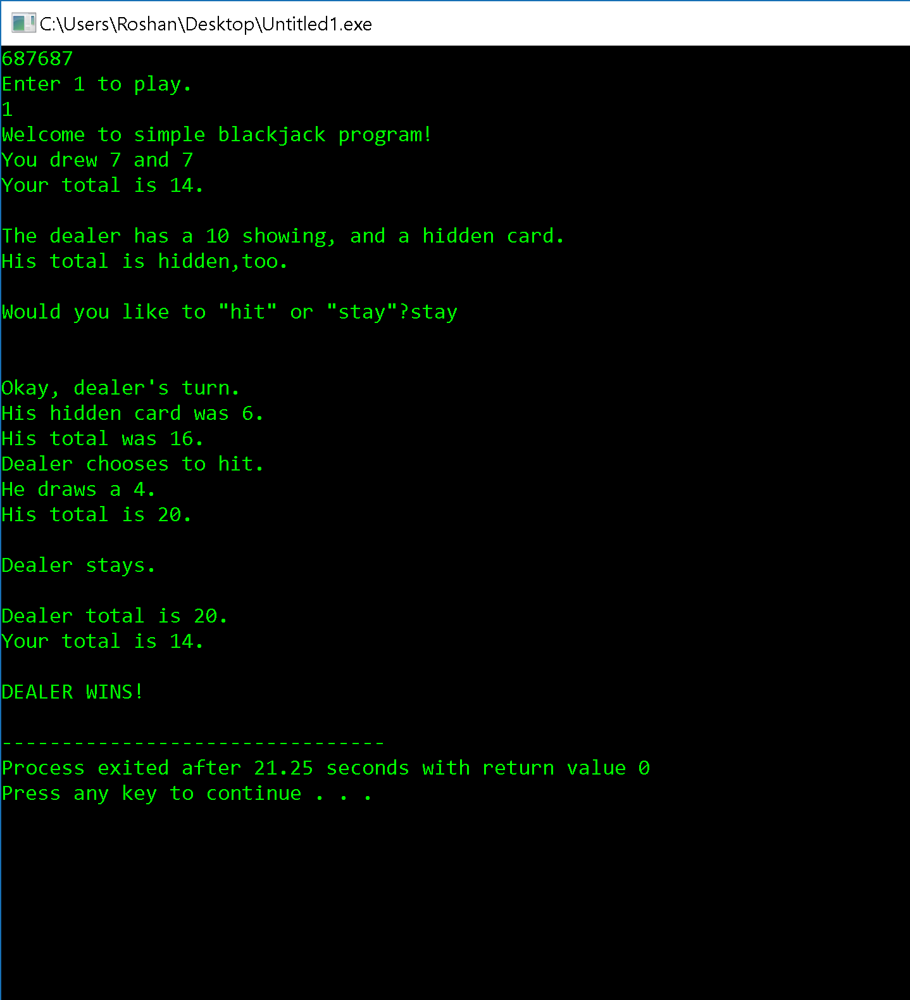 C:\Users\Roshan\Desktop\Untitled1.exe
687687
Enter 1 to play.
1
Welcome to simple blackjack program!
You drew 7 and 7
Your total is 14.
The dealer has a 10 showing, and a hidden card.
His total is hidden,too.
Would you like to "hit" or "stay"?stay
Okay, dealer's turn.
His hidden card was 6.
His total was 16.
Dealer chooses to hit.
He draws a 4.
His total is 20.
Dealer stays.
Dealer total is 20.
Your total is 14.
DEALER WINS!
--------------------------------
Process exited after 21.25 seconds with return value 0
Press any key to continue . . .